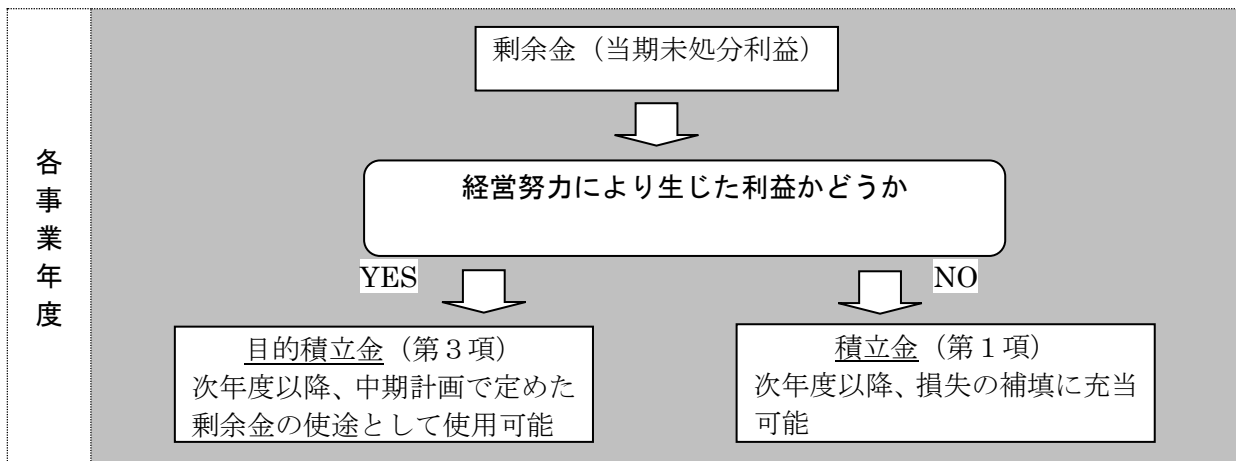 各事業年度
剰余金（当期未処分利益）
経営努力により生じた利益かどうか
YES
NO
目的積立金（第３項）
次年度以降、中期計画で定めた
剰余金の使途として使用可能
積立金（第１項）
次年度以降、損失の補填に充当
可能